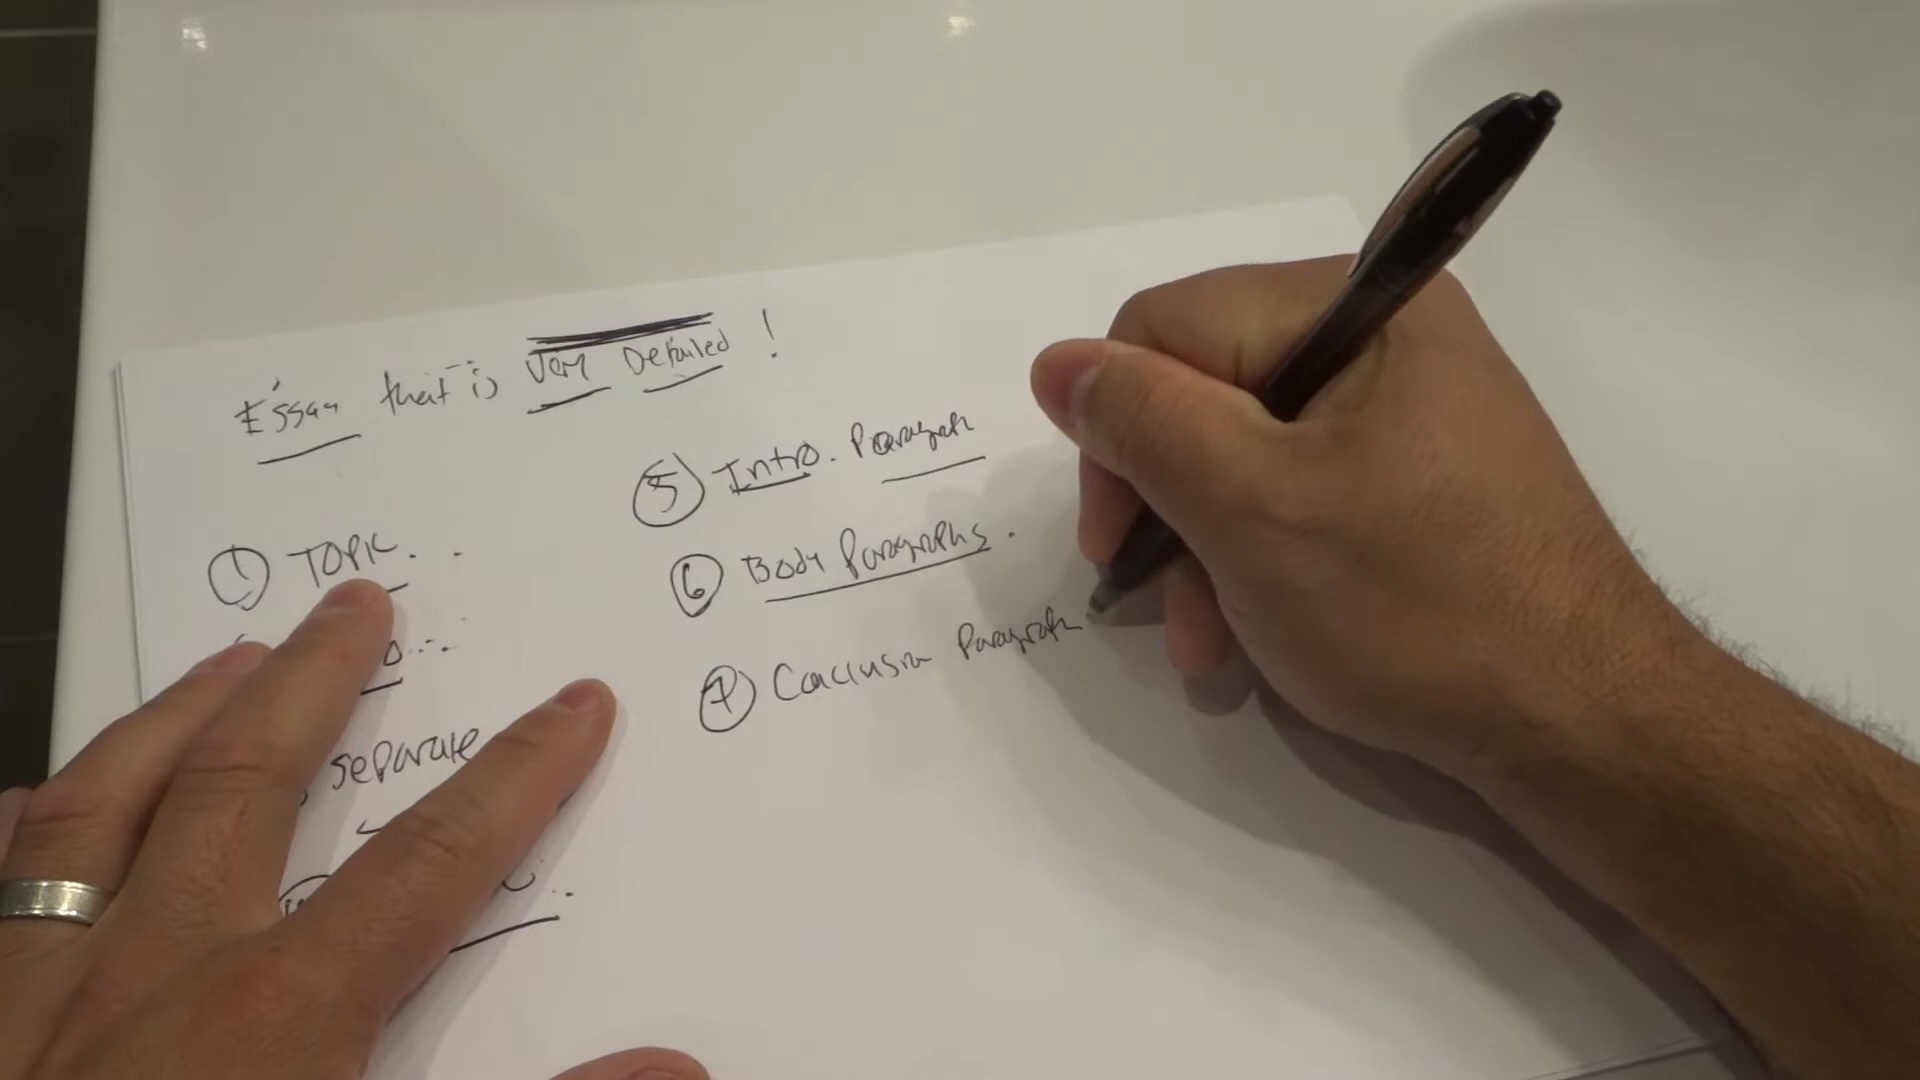 Essay that is Very Detailed !
① TOPIC.
separate
⑤ Intro. Paragraph
⑥ Body Paragraphs.
⑦ Conclusion Paragraph